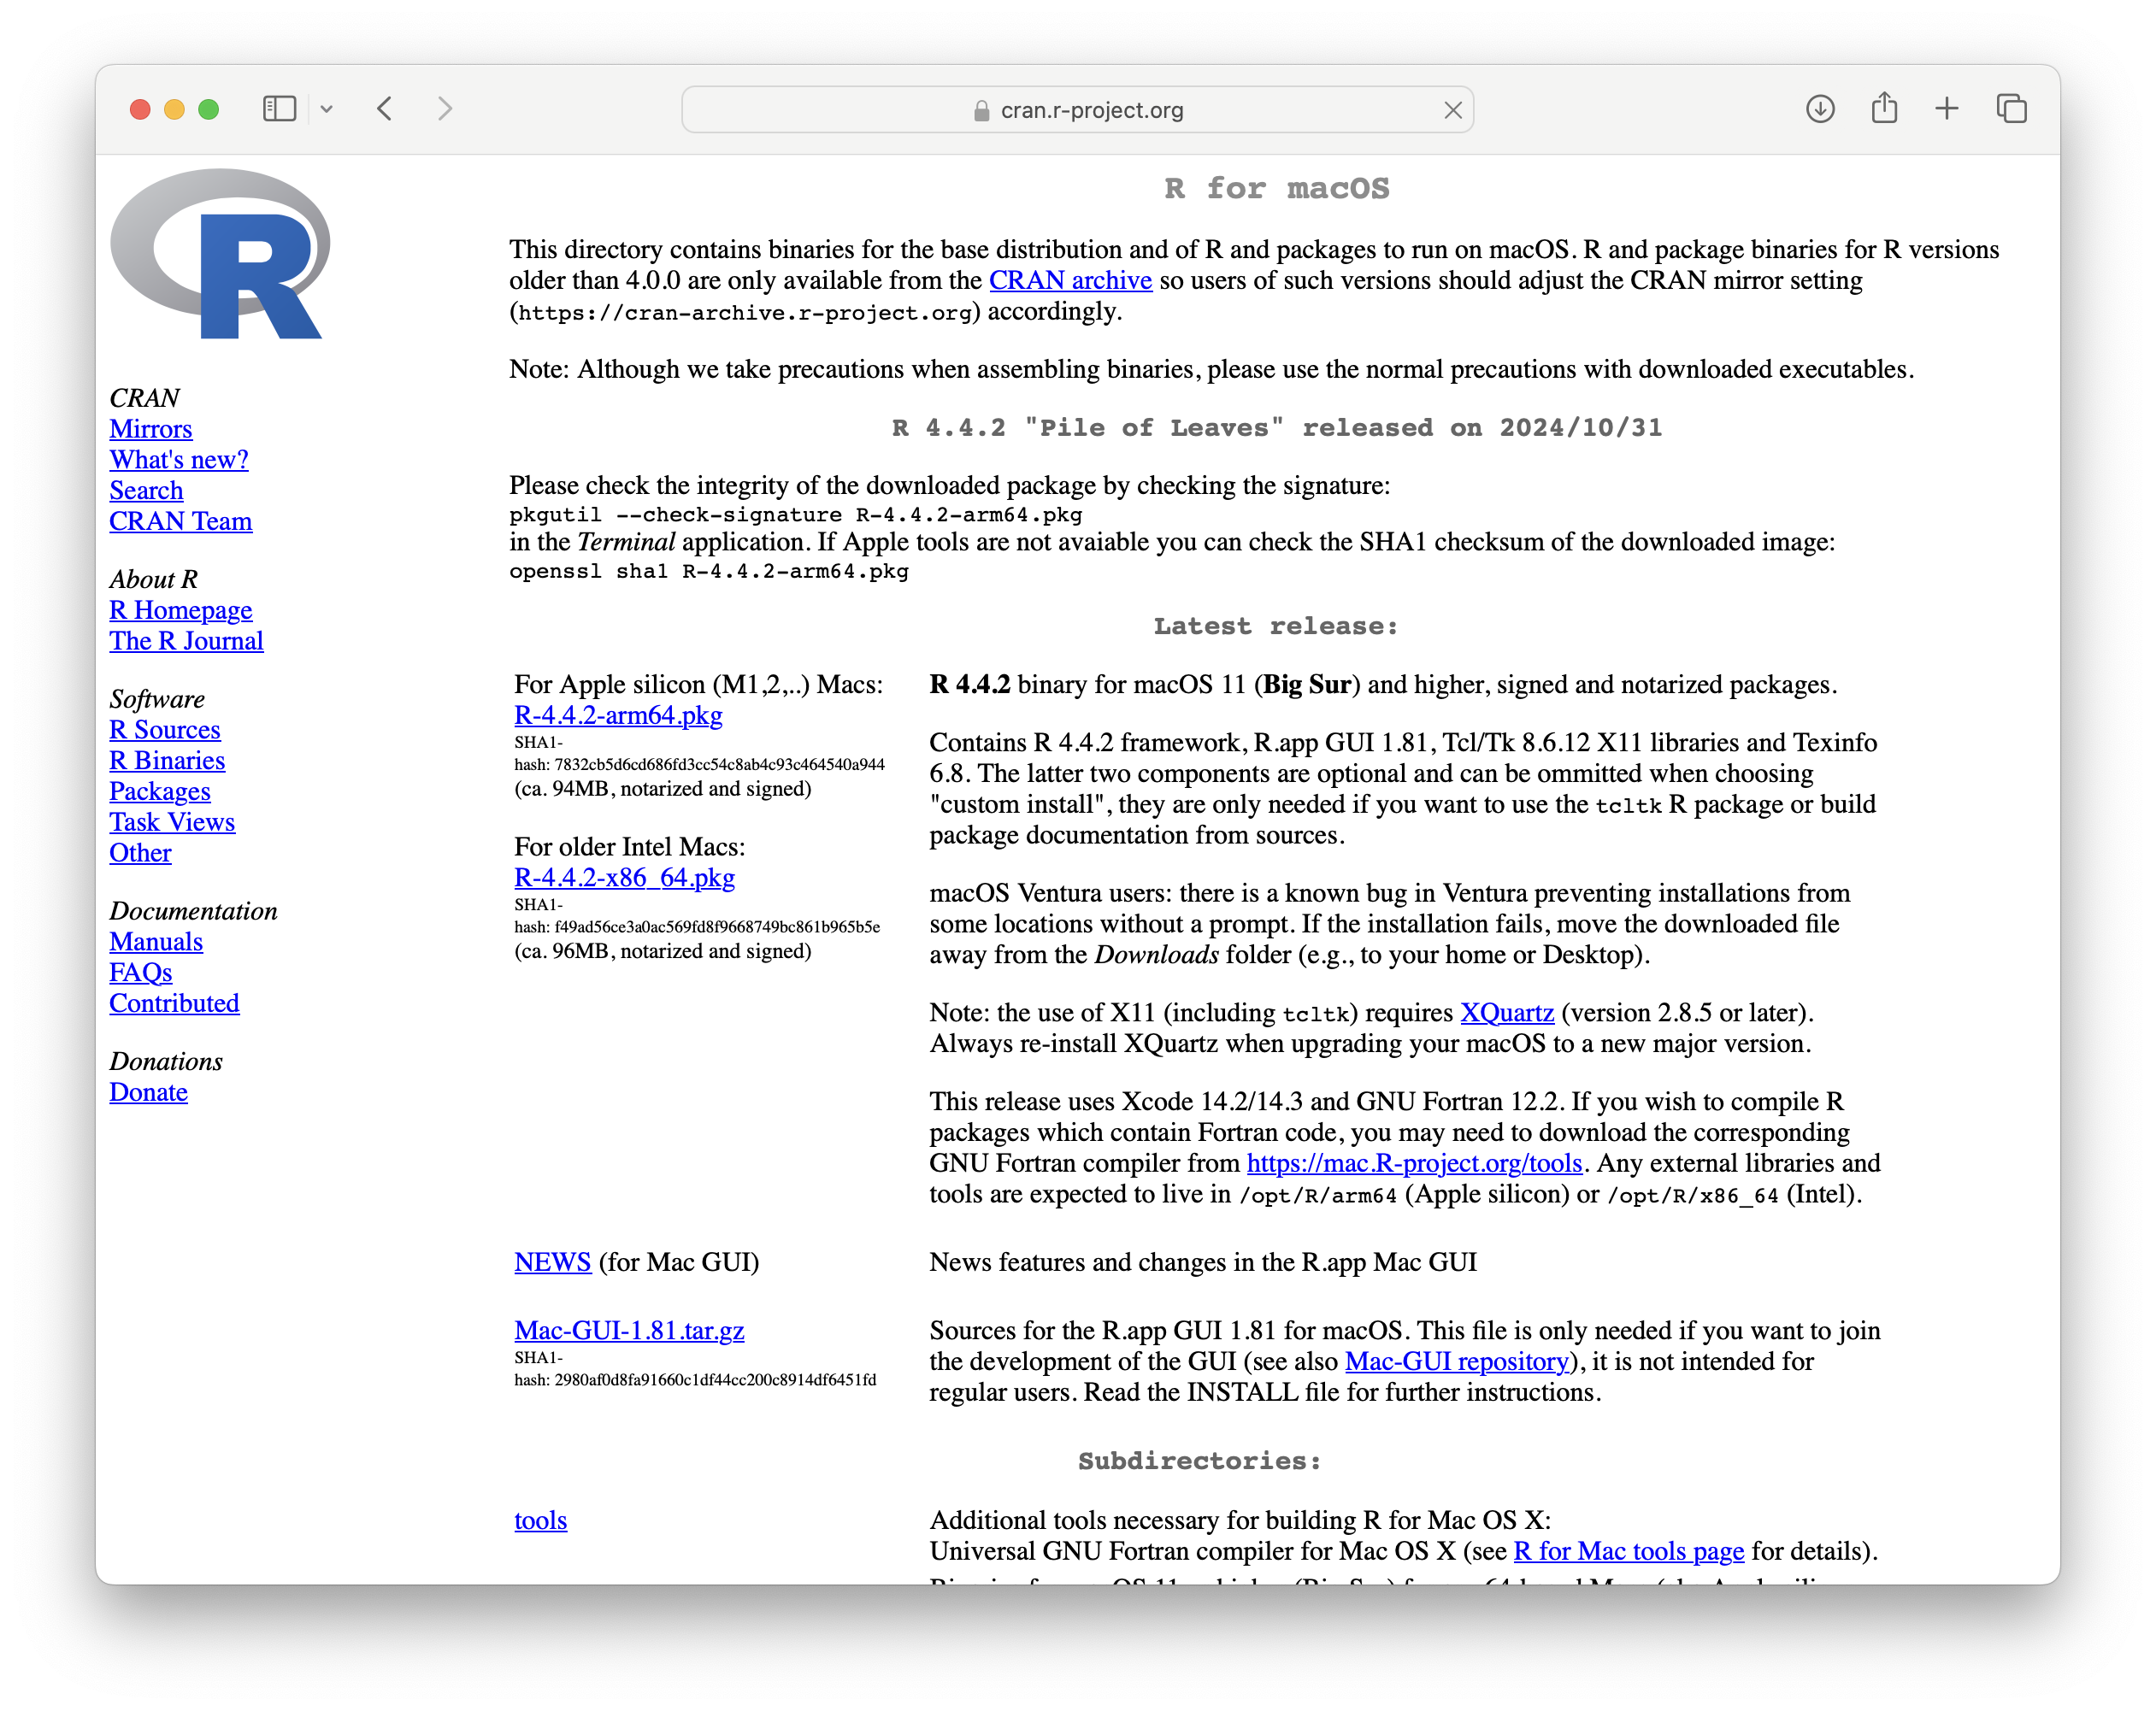 cran.r-project.org
R
CRAN
Mirrors
What's new?
Search
CRAN Team
About R
R Homepage
The R Journal
Software
R Sources
R Binaries
Packages
Task Views
Other
Documentation
Manuals
FAQs
Contributed
Donations
Donate
R for macOS
This directory contains binaries for the base distribution and of R and packages to run on macOS. R and package binaries for R versions
older than 4.0.0 are only available from the CRAN archive so users of such versions should adjust the CRAN mirror setting
(https://cran-archive.r-project.org) accordingly.
Note: Although we take precautions when assembling binaries, please use the normal precautions with downloaded executables.
R 4.4.2 "Pile of Leaves" released on 2024/10/31
Please check the integrity of the downloaded package by checking the signature:
pkgutil --check-signature R-4.4.2-arm64.pkg
in the Terminal application. If Apple tools are not avaiable you can check the SHA1 checksum of the downloaded image:
openssl sha1 R-4.4.2-arm64.pkg
Latest release:
For Apple silicon (M1,2,..) Macs:
R-4.4.2-arm64.pkg
SHA1-
hash: 7832cb5d6cd686fd3cc54c8ab4c93c464540a944
(ca. 94MB, notarized and signed)
For older Intel Macs:
R-4.4.2-x86_64.pkg
SHA1-
hash: f49ad56ce3a0ac569fd8f9668749bc861b965b5e
(ca. 96MB, notarized and signed)
R 4.4.2 binary for macOS 11 (Big Sur) and higher, signed and notarized packages.
Contains R 4.4.2 framework, R.app GUI 1.81, Tcl/Tk 8.6.12 X11 libraries and Texinfo
6.8. The latter two components are optional and can be ommitted when choosing
"custom install", they are only needed if you want to use the tcltk R package or build
package documentation from sources.
macOS Ventura users: there is a known bug in Ventura preventing installations from
some locations without a prompt. If the installation fails, move the downloaded file
away from the Downloads folder (e.g., to your home or Desktop).
Note: the use of X11 (including tcltk) requires XQuartz (version 2.8.5 or later).
Always re-install XQuartz when upgrading your macOS to a new major version.
This release uses Xcode 14.2/14.3 and GNU Fortran 12.2. If you wish to compile R
packages which contain Fortran code, you may need to download the corresponding
GNU Fortran compiler from https://mac.R-project.org/tools. Any external libraries and
tools are expected to live in /opt/R/arm64 (Apple silicon) or /opt/R/x86_64 (Intel).
NEWS (for Mac GUI)
News features and changes in the R.app Mac GUI
Mac-GUI-1.81.tar.gz
SHA1-
hash: 2980af0d8fa91660c1df44cc200c8914df6451fd
Sources for the R.app GUI 1.81 for macOS. This file is only needed if you want to join
the development of the GUI (see also Mac-GUI repository), it is not intended for
regular users. Read the INSTALL file for further instructions.
Subdirectories:
tools
Additional tools necessary for building R for Mac OS X:
Universal GNU Fortran compiler for Mac OS X (see R for Mac tools page for details).